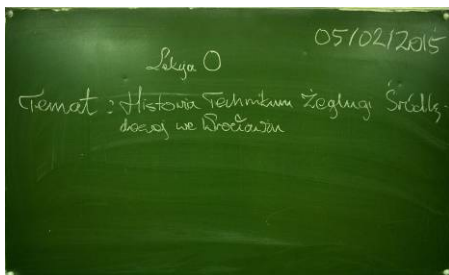 05/02/2015
Lekcja 0
Temat: Historia Technikum Żeglugi Śródlą-
dowej we Wrocławiu